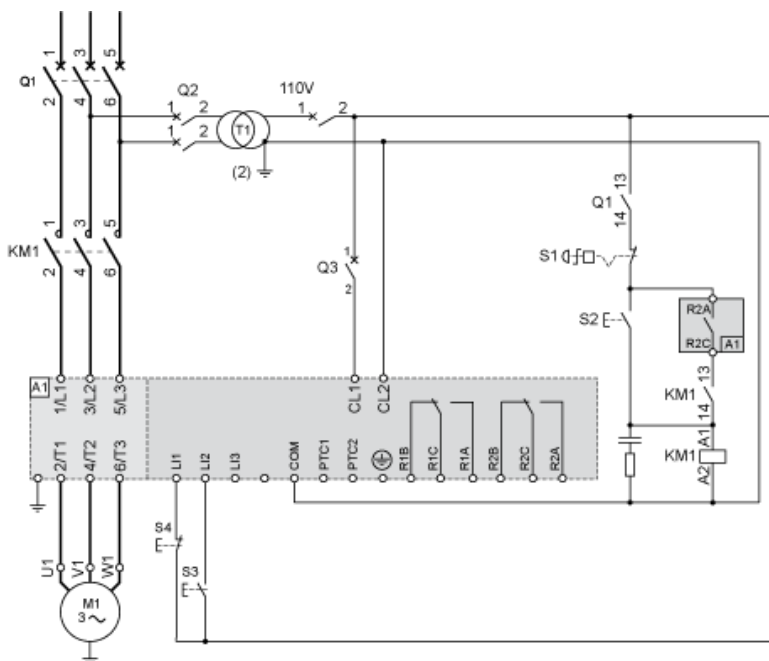 1 3 5
Q1
2 4 6
Q2
1 2
1 2
T1
(2)
110V
1 2
13
Q1
14
S1
S2
R2A
R2C A1
13
KM1
14
A1
KM1
A2
1 3 5
KM1
2 4 6
1
Q3
2
A1
1/L1 3/L2 5/L3
CL1 CL2
2/T1 4/T2 6/T3
LI1 LI2 LI3 COM PTC1 PTC2 R1B R1C R1A R2B R2C R2A
S4
S3
U1 V1 W1
M1
3